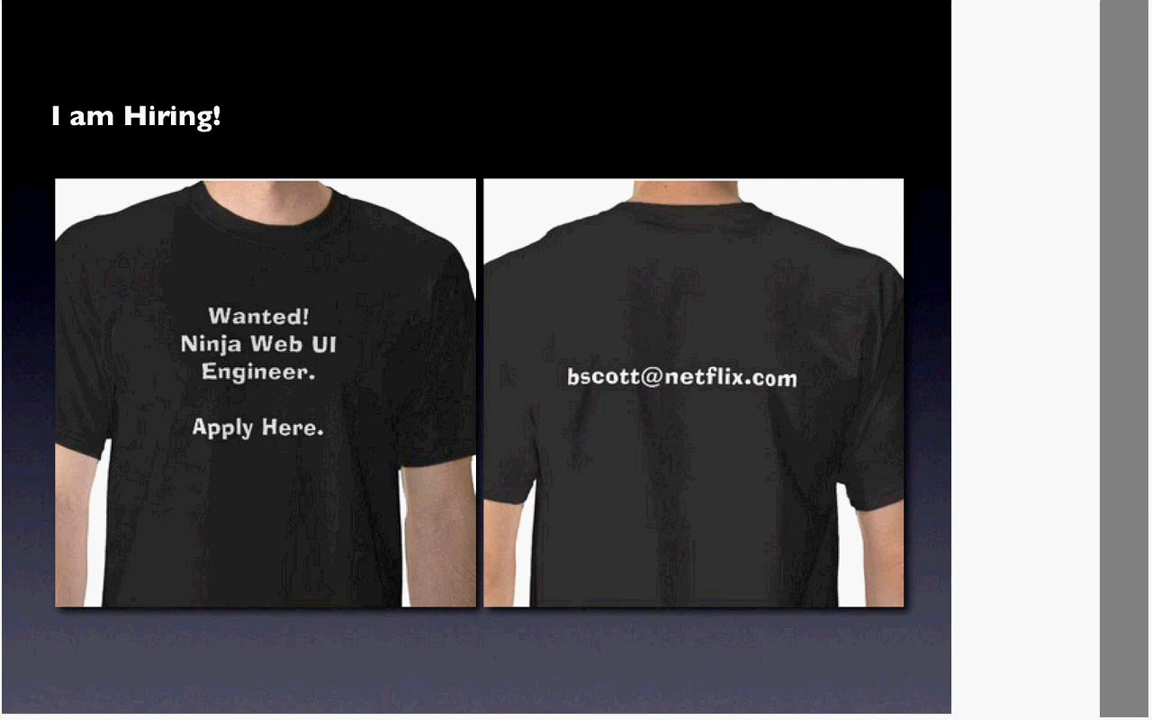 I am Hiring!
Wanted!
Ninja Web UI
Engineer.
Apply Here.
bscott@netflix.com